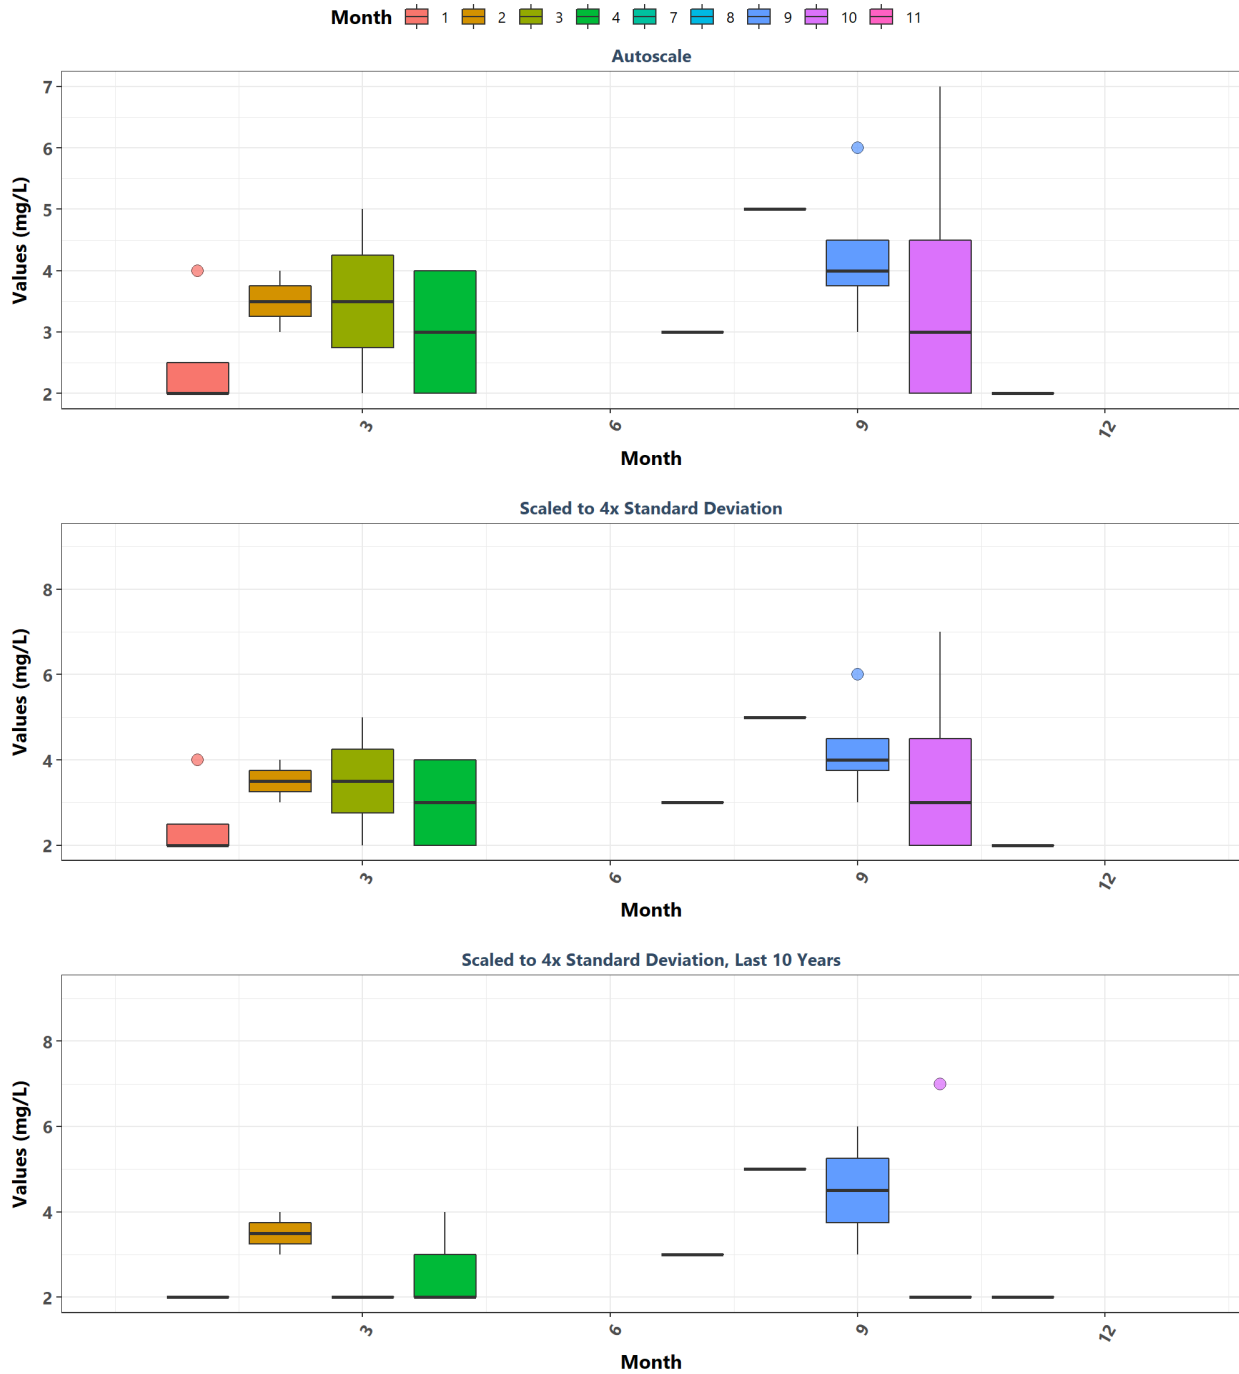 Month 1 2 3 4 7 8 9 10 11
Autoscale
7
6
5
4
3
2
Values (mg/L)
3 6 9 12
Month
Scaled to 4x Standard Deviation
8
6
4
2
Values (mg/L)
3 6 9 12
Month
Scaled to 4x Standard Deviation, Last 10 Years
8
6
4
2
Values (mg/L)
3 6 9 12
Month